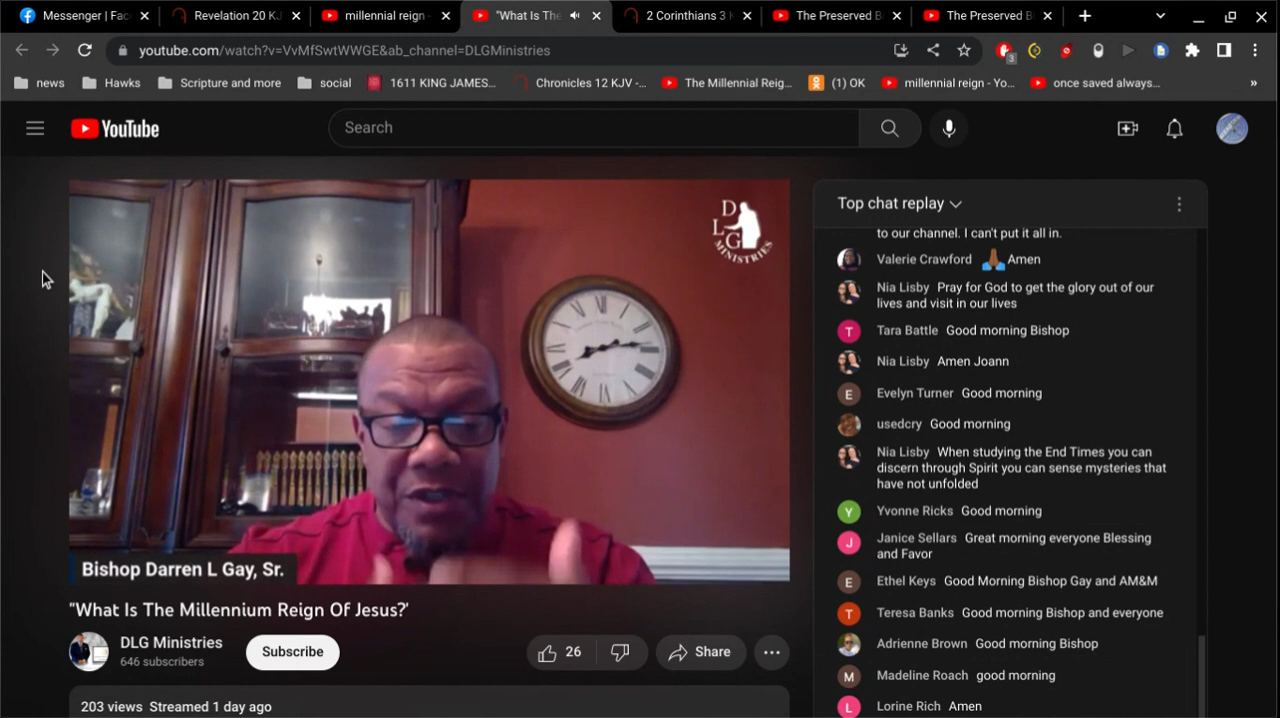 Messenger | Fac
Revelation 20 KJ
millennial reign -
"What Is The
2 Corinthians 3 K
The Preserved B
The Preserved B
youtube.com/watch?v=VvMfSwtWWGE&ab_channel=DLGMinistries
3
news
Hawks
Scripture and more
social
1611 KING JAMES...
Chronicles 12 KJV -...
The Millennial Reig...
(1) OK
millennial reign - Yo...
once saved always...
»
YouTube
Search
Top chat replay
to our channel. I can't put it all in.
Valerie Crawford 🙏🏾Amen
Nia Lisby Pray for God to get the glory out of our
lives and visit in our lives
T Tara Battle Good morning Bishop
Nia Lisby Amen Joann
E Evelyn Turner Good morning
usedcry Good morning
Nia Lisby When studying the End Times you can
discern through Spirit you can sense mysteries that
have not unfolded
Y Yvonne Ricks Good morning
J Janice Sellars Great morning everyone Blessing
and Favor
E Ethel Keys Good Morning Bishop Gay and AM&M
T Teresa Banks Good morning Bishop and everyone
Adrienne Brown Good morning Bishop
M Madeline Roach good morning
L Lorine Rich Amen
D
L
G
MINISTRIES
Bishop Darren L Gay, Sr.
"What Is The Millennium Reign Of Jesus?'
DLG Ministries
646 subscribers
Subscribe
26
Share
203 views Streamed 1 day ago